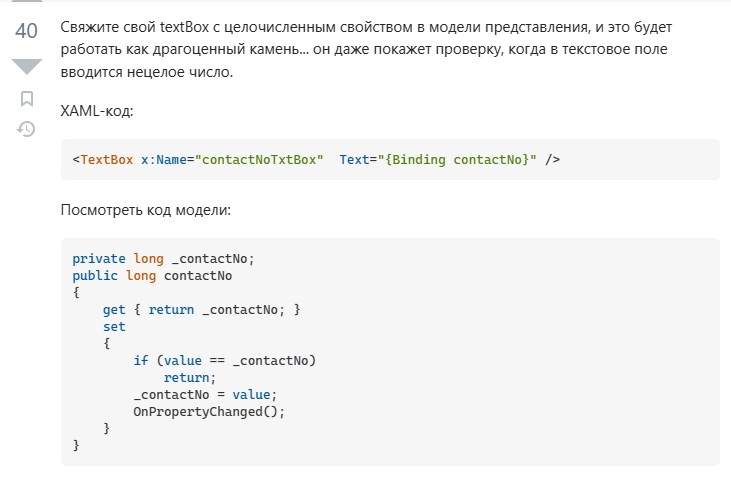 40
Свяжите свой textBox с целочисленным свойством в модели представления, и это будет
работать как драгоценный камень... он даже покажет проверку, когда в текстовое поле
вводится нецелое число.
XAML-код:
<TextBox x:Name="contactNoTxtBox"  Text="{Binding contactNo}" />
Посмотреть код модели:
private long _contactNo;
public long contactNo
{
    get { return _contactNo; }
    set
    {
        if (value == _contactNo)
            return;
        _contactNo = value;
        OnPropertyChanged();
    }
}